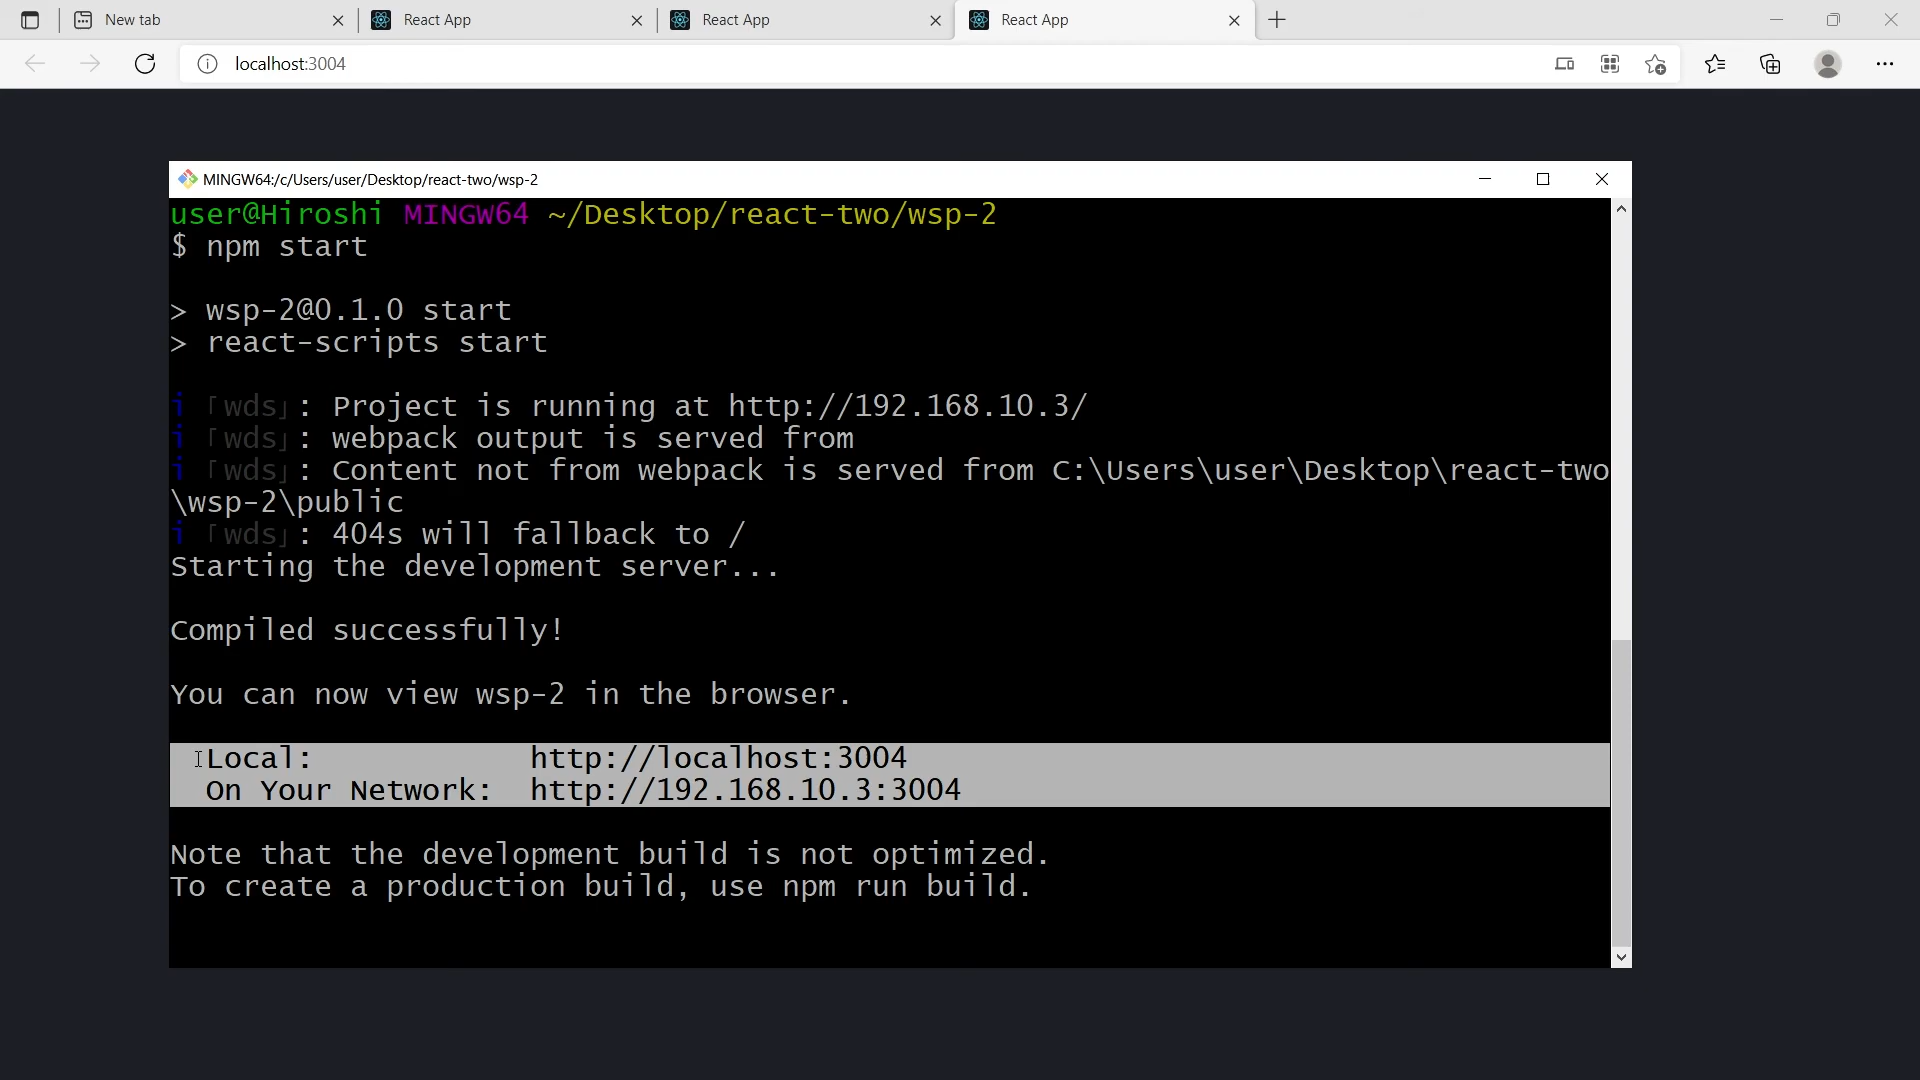 New tab
React App
React App
React App
localhost:3004
MINGW64:/c/Users/user/Desktop/react-two/wsp-2
user@Hiroshi MINGW64 ~/Desktop/react-two/wsp-2
$ npm start
> wsp-2@0.1.0 start
> react-scripts start
i ｢wds｣: Project is running at http://192.168.10.3/
i ｢wds｣: webpack output is served from
i ｢wds｣: Content not from webpack is served from C:\Users\user\Desktop\react-two
\wsp-2\public
i ｢wds｣: 404s will fallback to /
Starting the development server...
Compiled successfully!
You can now view wsp-2 in the browser.
Local: http://localhost:3004
On Your Network: http://192.168.10.3:3004
Note that the development build is not optimized.
To create a production build, use npm run build.